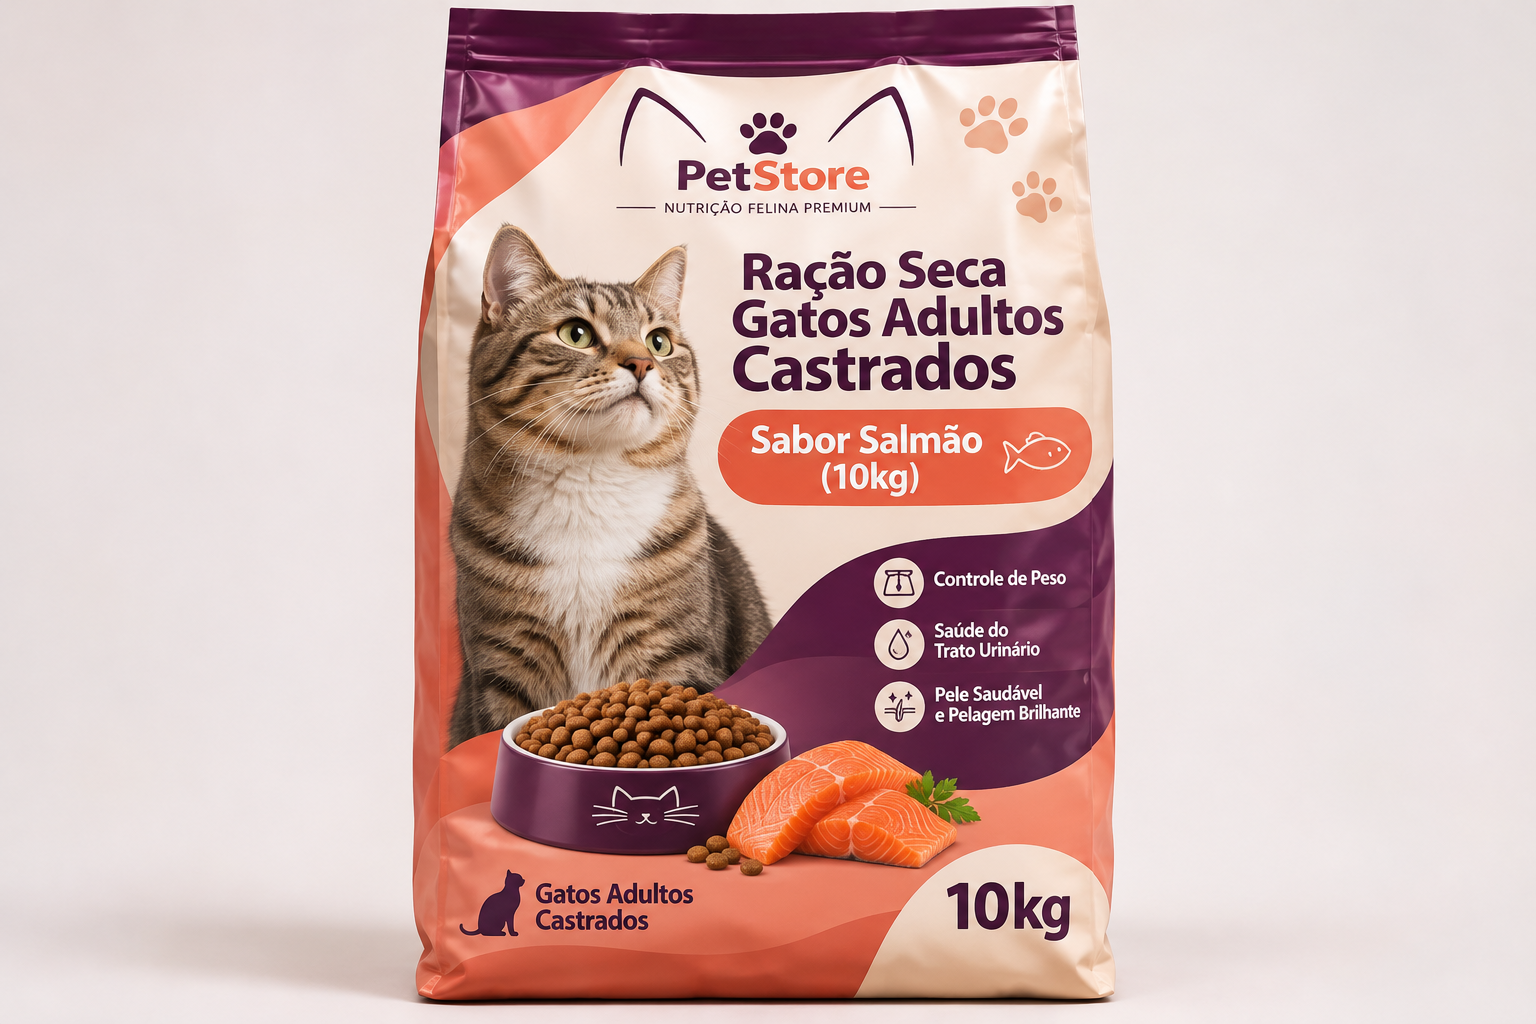 PetStore
NUTRIÇÃO FELINA PREMIUM
Ração Seca
Gatos Adultos
Castrados
Sabor Salmão
(10kg)
Controle de Peso
Saúde do
Trato Urinário
Pele Saudável
e Pelagem Brilhante
Gatos Adultos
Castrados
10kg